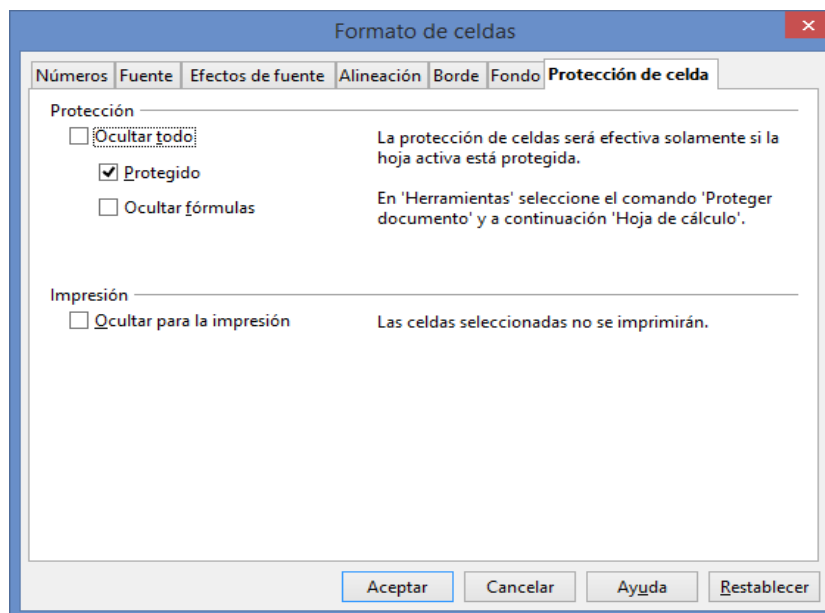 Formato de celdas
Números Fuente Efectos de fuente Alineación Borde Fondo Protección de celda
Protección
Ocultar todo
La protección de celdas será efectiva solamente si la
hoja activa está protegida.
Protegido
En 'Herramientas' seleccione el comando 'Proteger
documento' y a continuación 'Hoja de cálculo'.
Ocultar fórmulas
Impresión
Ocultar para la impresión
Las celdas seleccionadas no se imprimirán.
Aceptar Cancelar Ayuda Restablecer